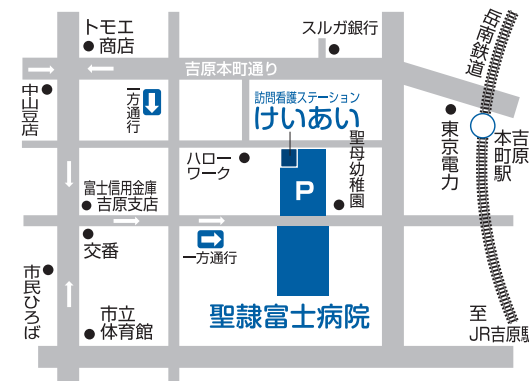 トモエ
商店
スルガ銀行
岳南鉄道
吉原本町通り
中山豆店
一方通行
訪問看護ステーション
けいあい
ハロー
ワーク
P
聖母幼稚園
東京電力
吉原
本町駅
富士信用金庫
吉原支店
交番
一方通行
市民ひろば
市立
体育館
聖隷富士病院
至
JR吉原駅